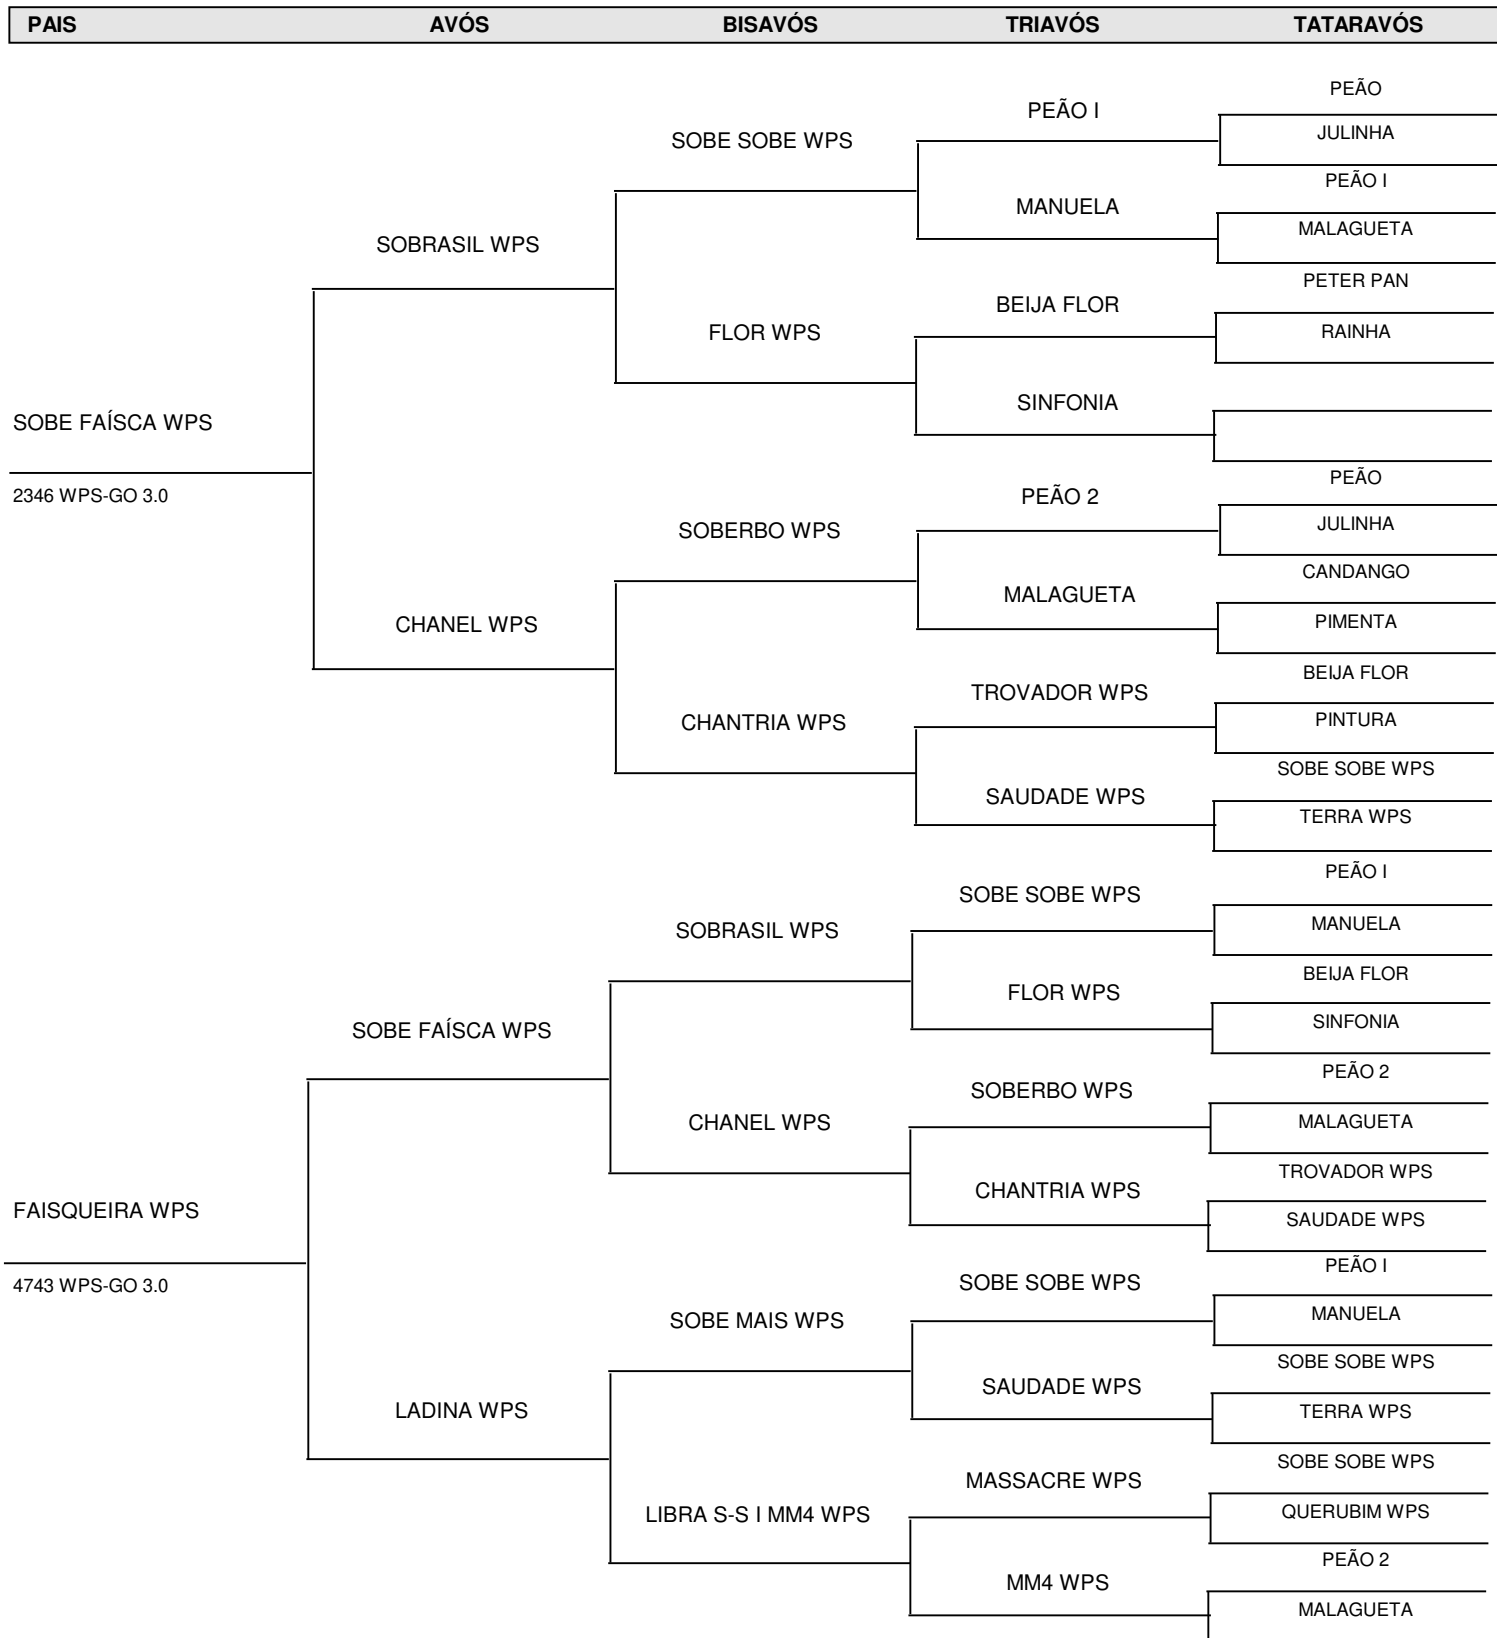 PAIS AVÓS BISAVÓS TRIAVÓS TATARAVÓS
PEÃO
PEÃO I
JULINHA
SOBE SOBE WPS
PEÃO I
MANUELA
MALAGUETA
SOBRASIL WPS
PETER PAN
BEIJA FLOR
FLOR WPS
RAINHA
SINFONIA
SOBE FAÍSCA WPS
PEÃO
2346 WPS-GO 3.0
PEÃO 2
SOBERBO WPS
JULINHA
CANDANGO
MALAGUETA
CHANEL WPS
PIMENTA
BEIJA FLOR
TROVADOR WPS
CHANTRIA WPS
PINTURA
SOBE SOBE WPS
SAUDADE WPS
TERRA WPS
PEÃO I
SOBE SOBE WPS
SOBRASIL WPS
MANUELA
BEIJA FLOR
FLOR WPS
SOBE FAÍSCA WPS
SINFONIA
PEÃO 2
SOBERBO WPS
CHANEL WPS
MALAGUETA
TROVADOR WPS
CHANTRIA WPS
FAISQUEIRA WPS
SAUDADE WPS
PEÃO I
4743 WPS-GO 3.0
SOBE SOBE WPS
SOBE MAIS WPS
MANUELA
SOBE SOBE WPS
SAUDADE WPS
LADINA WPS
TERRA WPS
SOBE SOBE WPS
MASSACRE WPS
LIBRA S-S I MM4 WPS
QUERUBIM WPS
PEÃO 2
MM4 WPS
MALAGUETA